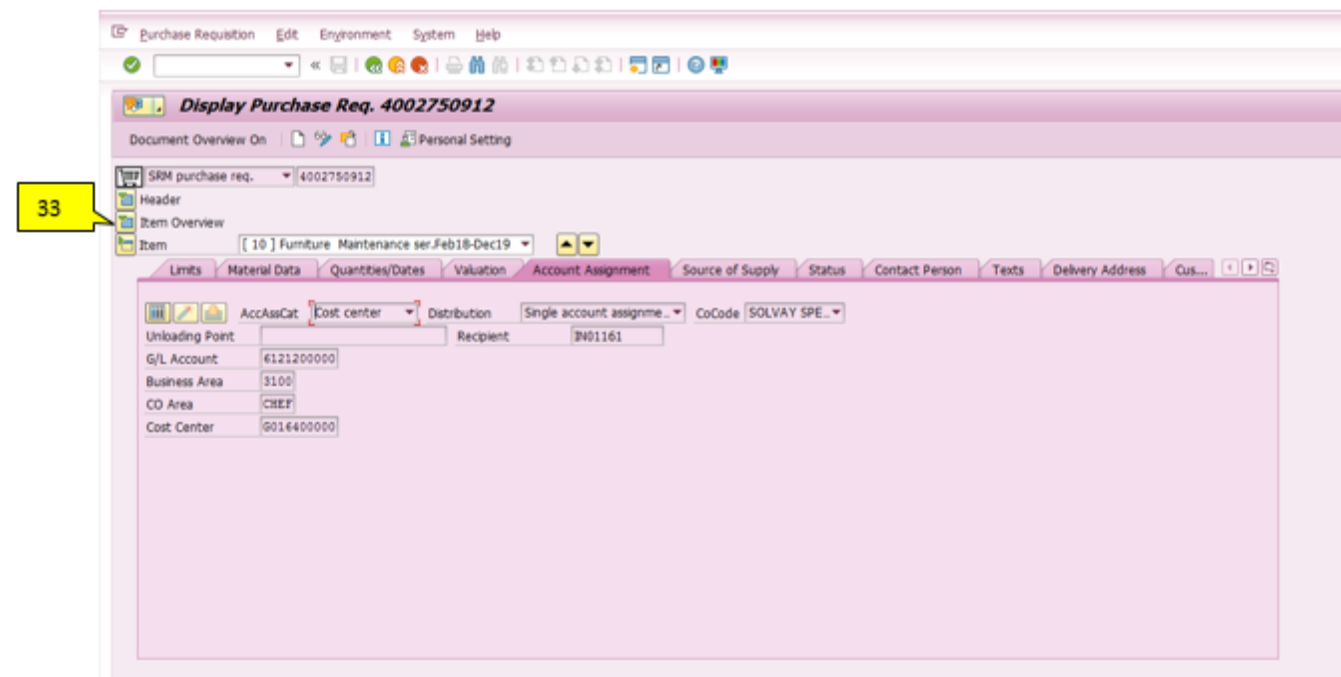 Purchase Requisition Edit Environment System Help
Display Purchase Req. 4002750912
Document Overview On Personal Setting
SRM purchase req. 4002750912
33
Header
Item Overview
Item [ 10 ] Furniture Maintenance ser.Feb18-Dec19
Limits Material Data Quantities/Dates Valuation Account Assignment Source of Supply Status Contact Person Texts Delivery Address Cus...
AccAssCat Cost center Distribution Single account assignme.. CoCode SOLVAY SPE..
Unloading Point Recipient IN01161
G/L Account 6121200000
Business Area 3100
CO Area CHEF
Cost Center G016400000